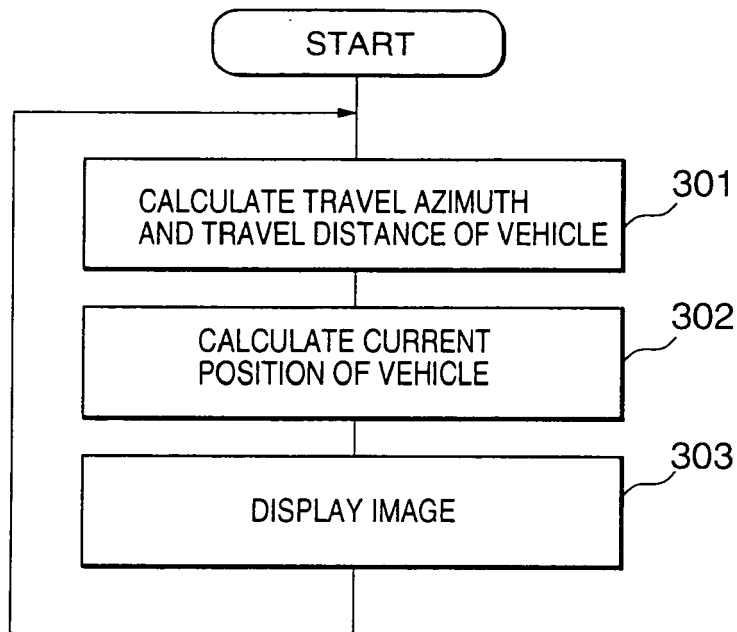 START
CALCULATE TRAVEL AZIMUTH
AND TRAVEL DISTANCE OF VEHICLE
301
CALCULATE CURRENT
POSITION OF VEHICLE
302
DISPLAY IMAGE
303